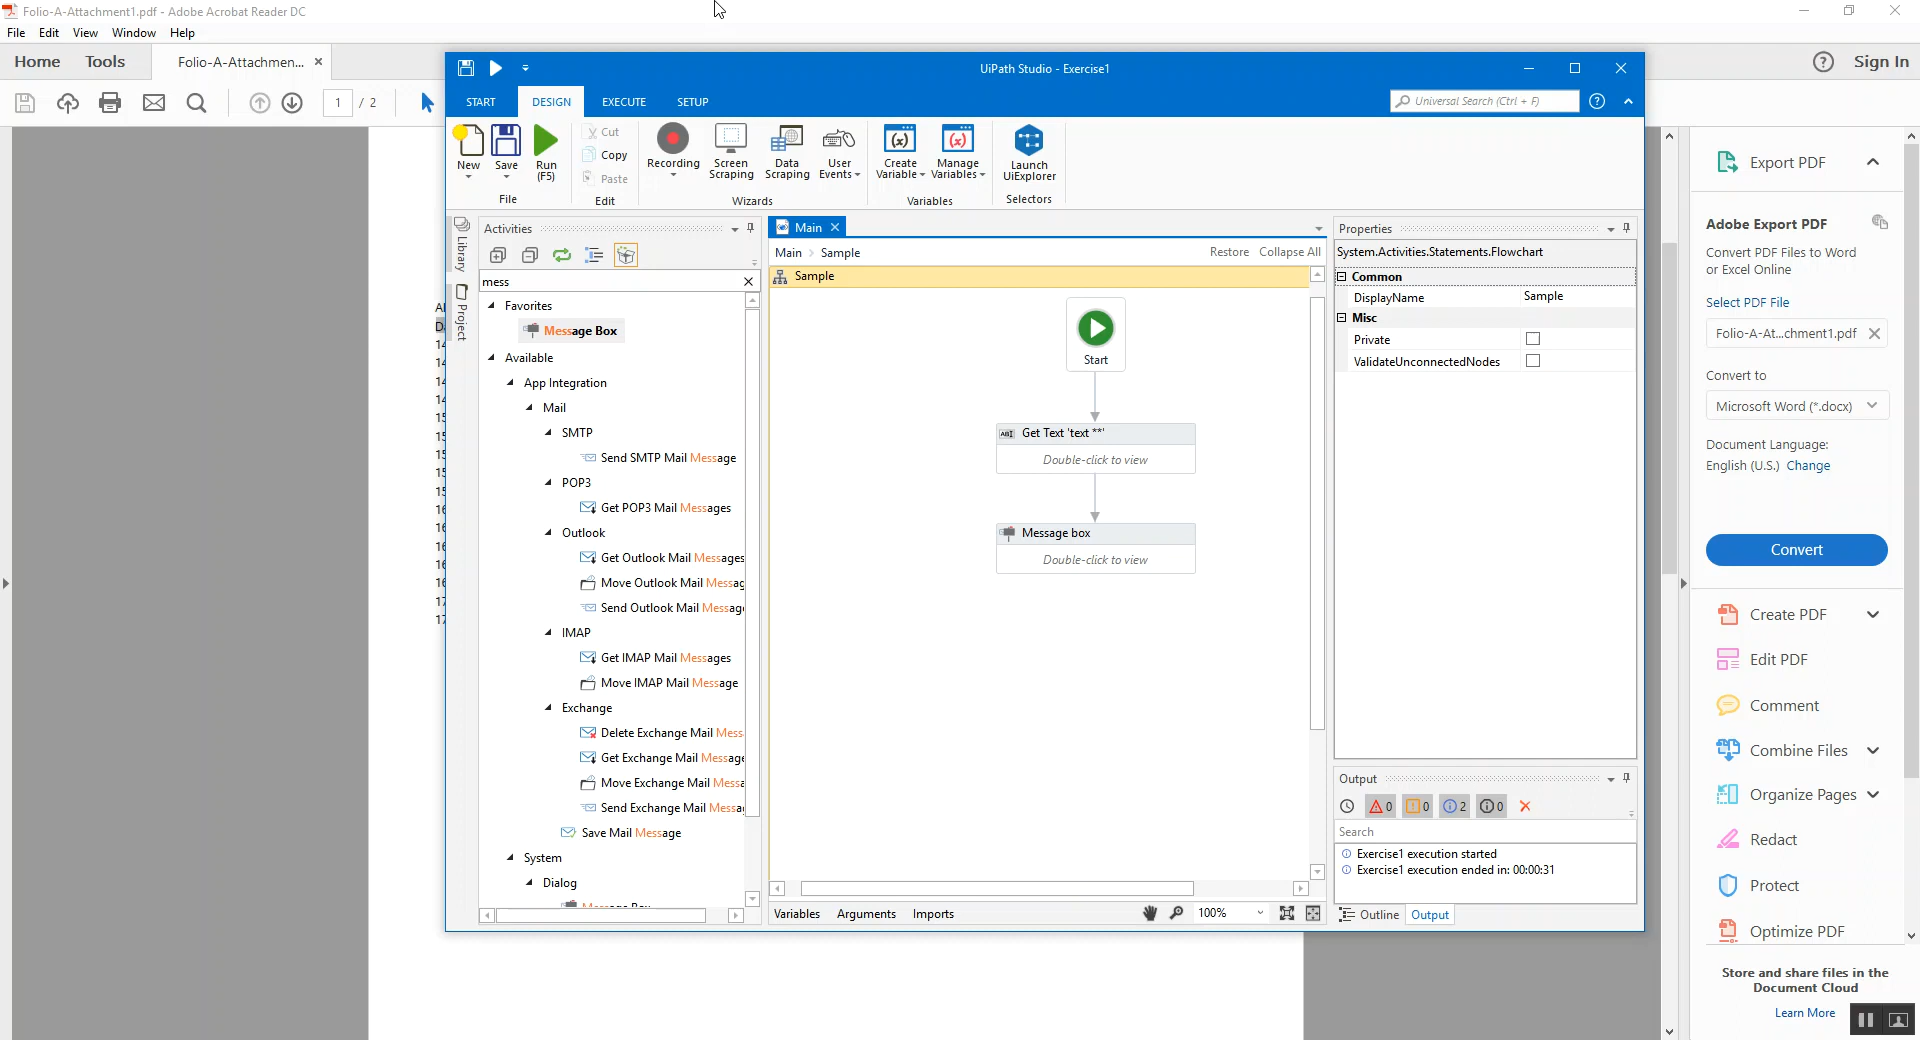 Folio-A-Attachment1.pdf - Adobe Acrobat Reader DC
File Edit View Window Help
Home Tools Folio-A-Attachmen... × Sign In
1 / 2
UiPath Studio - Exercise1
START DESIGN EXECUTE SETUP
Universal Search (Ctrl + F)
New
Save
Run
(F5)
File
Cut
Copy
Paste
Edit
Recording
Screen
Scraping
Data
Scraping
User
Events
Wizards
Create
Variable
Manage
Variables
Variables
Launch
UiExplorer
Selectors
Library
Project
Activities
mess
Favorites
Message Box
Available
App Integration
Mail
SMTP
Send SMTP Mail Message
POP3
Get POP3 Mail Messages
Outlook
Get Outlook Mail Messages
Move Outlook Mail Messag
Send Outlook Mail Messag
IMAP
Get IMAP Mail Messages
Move IMAP Mail Message
Exchange
Delete Exchange Mail Mess
Get Exchange Mail Message
Move Exchange Mail Messa
Send Exchange Mail Messa
Save Mail Message
System
Dialog
Main
Main Sample
Restore Collapse All
Sample
Start
Get Text 'text **'
Double-click to view
Message box
Double-click to view
Variables Arguments Imports 100%
Properties
System.Activities.Statements.Flowchart
Common
DisplayName Sample
Misc
Private
ValidateUnconnectedNodes
Output
0 0 2 0
Search
Exercise1 execution started
Exercise1 execution ended in: 00:00:31
Outline Output
Export PDF
Adobe Export PDF
Convert PDF Files to Word
or Excel Online
Select PDF File
Folio-A-At...chment1.pdf
Convert to
Microsoft Word (*.docx)
Document Language:
English (U.S.) Change
Convert
Create PDF
Edit PDF
Comment
Combine Files
Organize Pages
Redact
Protect
Optimize PDF
Store and share files in the
Document Cloud
Learn More